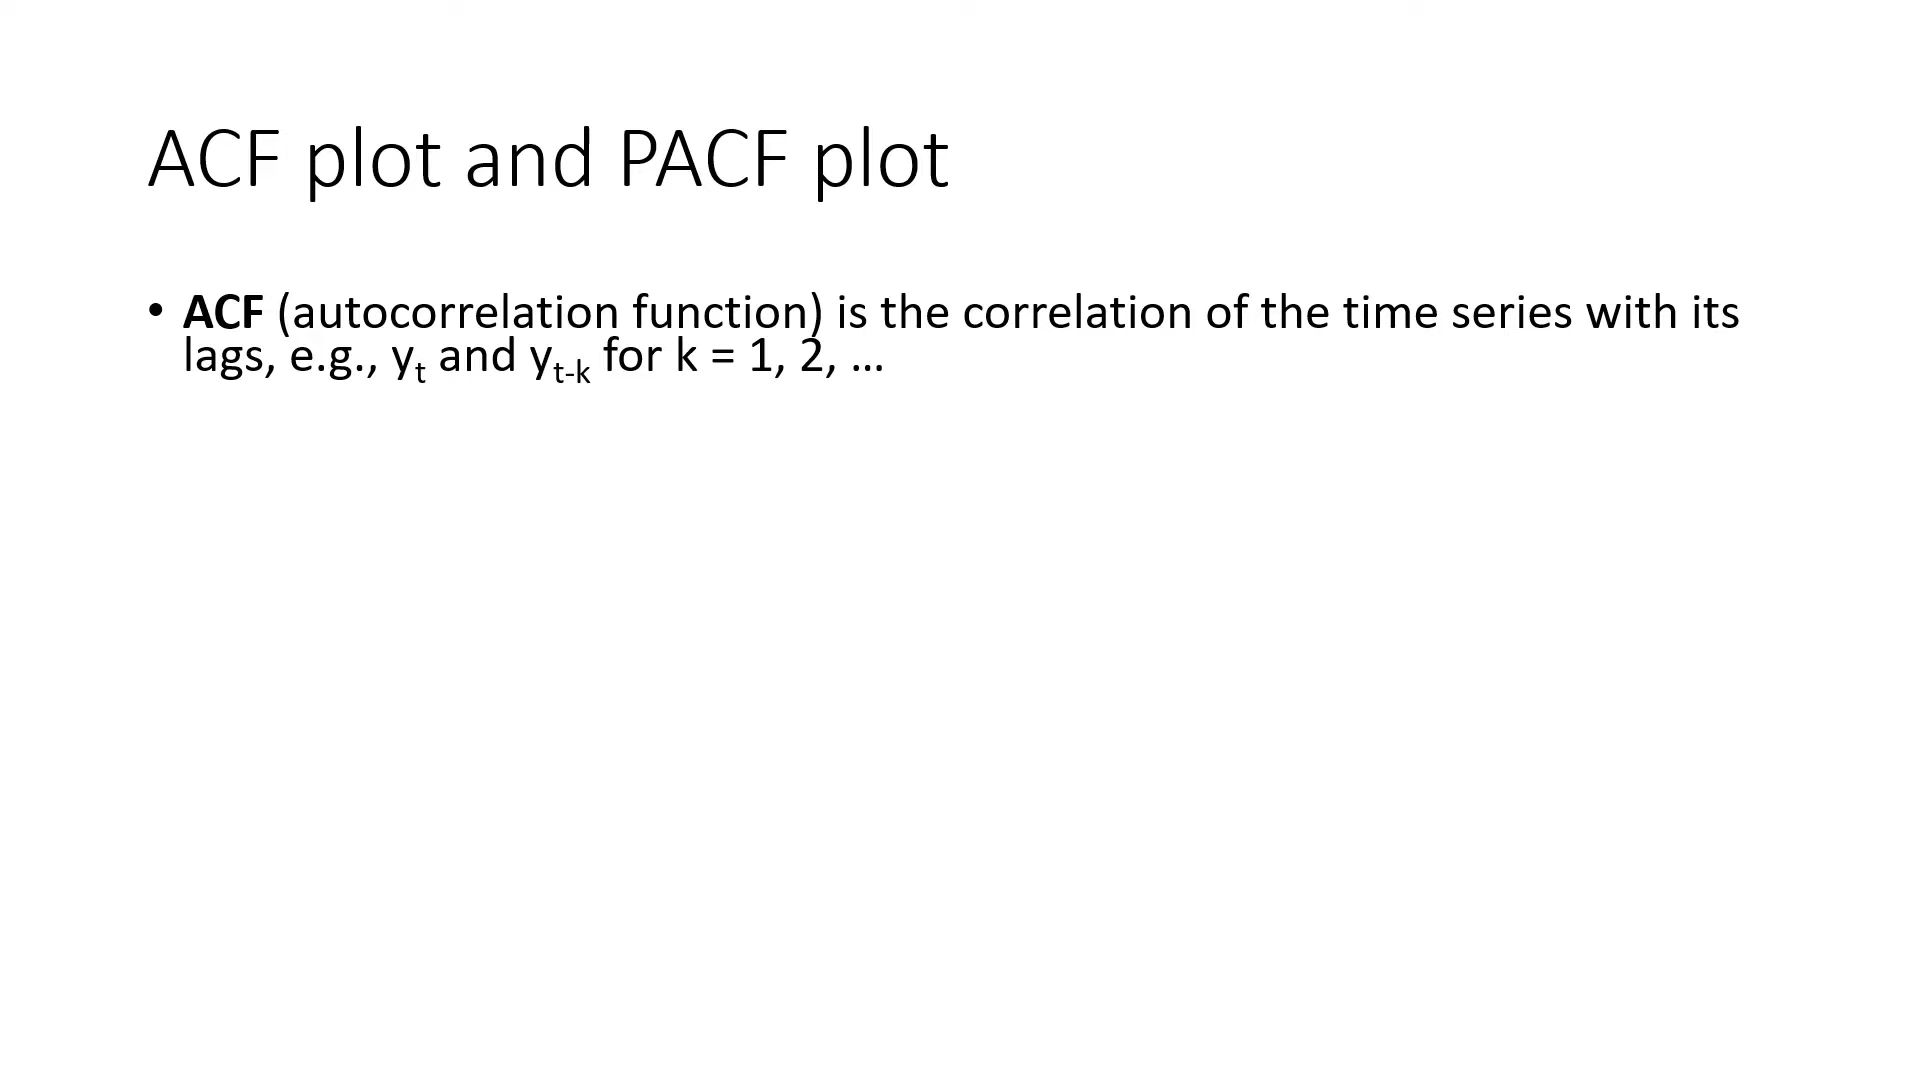 ACF plot and PACF plot
• ACF (autocorrelation function) is the correlation of the time series with its
lags, e.g., yₜ and yₜ₋ₖ for k = 1, 2, …